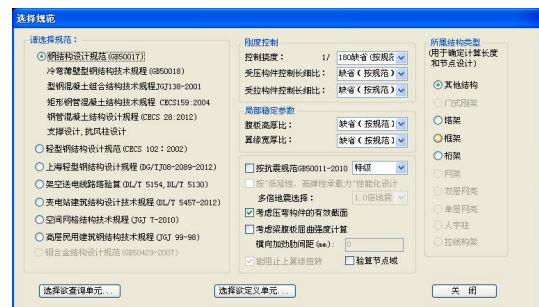 选择规范
请选择规范：
钢结构设计规范(GB50017)
冷弯薄壁型钢结构技术规程(GB50018)
型钢混凝土组合结构规程JGJ138-2001
矩形钢管混凝土结构规程 CECS159:2004
钢管混凝土结构设计规程(CECS 28:2012)
支撑设计,抗风柱设计
轻型钢结构设计规范(CECS 102：2002)
上海轻型钢结构设计规程(DG/TJ08-2089-2012)
架空送电线路塔验算(DL/T 5154,DL/T 5130)
变电站建筑结构设计技术规程(DL/T 5457-2012)
空间网格结构技术规程(JGJ 7-2010)
高层民用建筑钢结构规程(JGJ 99-98)
铝合金结构设计规范(GB50429-2007)
刚度控制
控制挠度： 1/ 180缺省(按规范
受压构件控制长细比： 缺省(按规范)
受拉构件控制长细比： 缺省(按规范)
局部稳定参数
腹板高厚比： 缺省(按规范)
翼缘宽厚比： 缺省(按规范)
按抗震规范GB50011-2010 特级
按"低延性、高弹性承载力"性能化设计
多倍地震选择： 1.0倍地震
考虑压弯构件的有效截面
考虑梁腹板屈曲强度计算
横向加劲肋间距(mm): 0
能阻止上翼缘扭转 验算节点域
所属结构类型
(用于确定计算长度
和节点设计)
其他结构
门式刚架
塔架
框架
桁架
网架
双层网壳
单层网壳
人字柱
拉线构架
选择欲查询单元...
选择欲定义单元...
关 闭